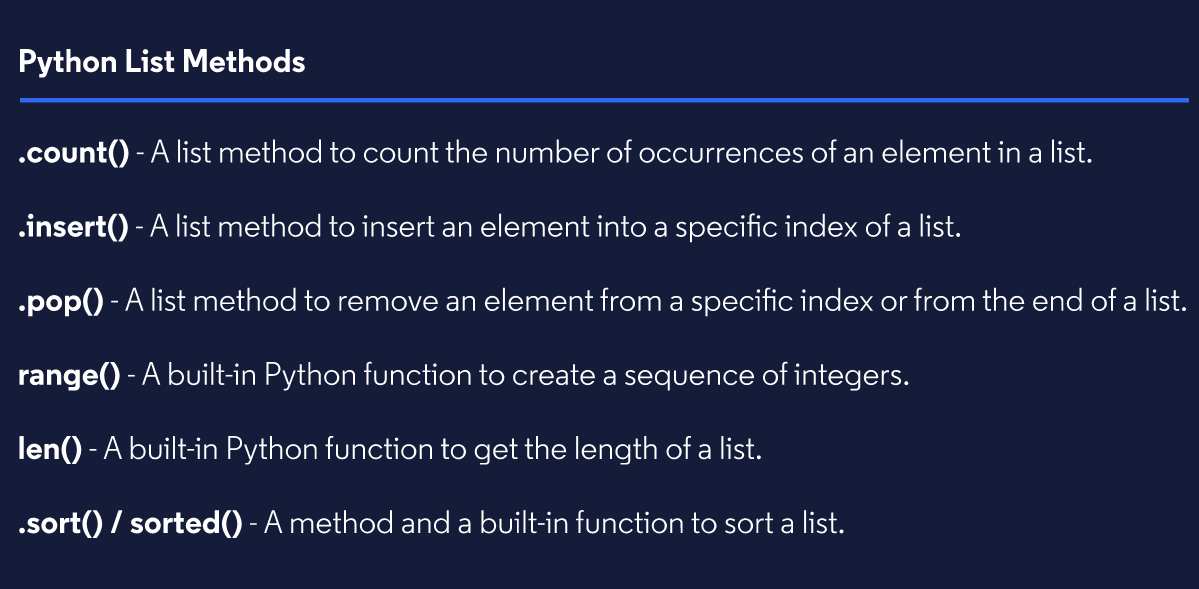 Python List Methods
.count() - A list method to count the number of occurrences of an element in a list.
.insert() - A list method to insert an element into a specific index of a list.
.pop() - A list method to remove an element from a specific index or from the end of a list.
range() - A built-in Python function to create a sequence of integers.
len() - A built-in Python function to get the length of a list.
.sort() / sorted() - A method and a built-in function to sort a list.